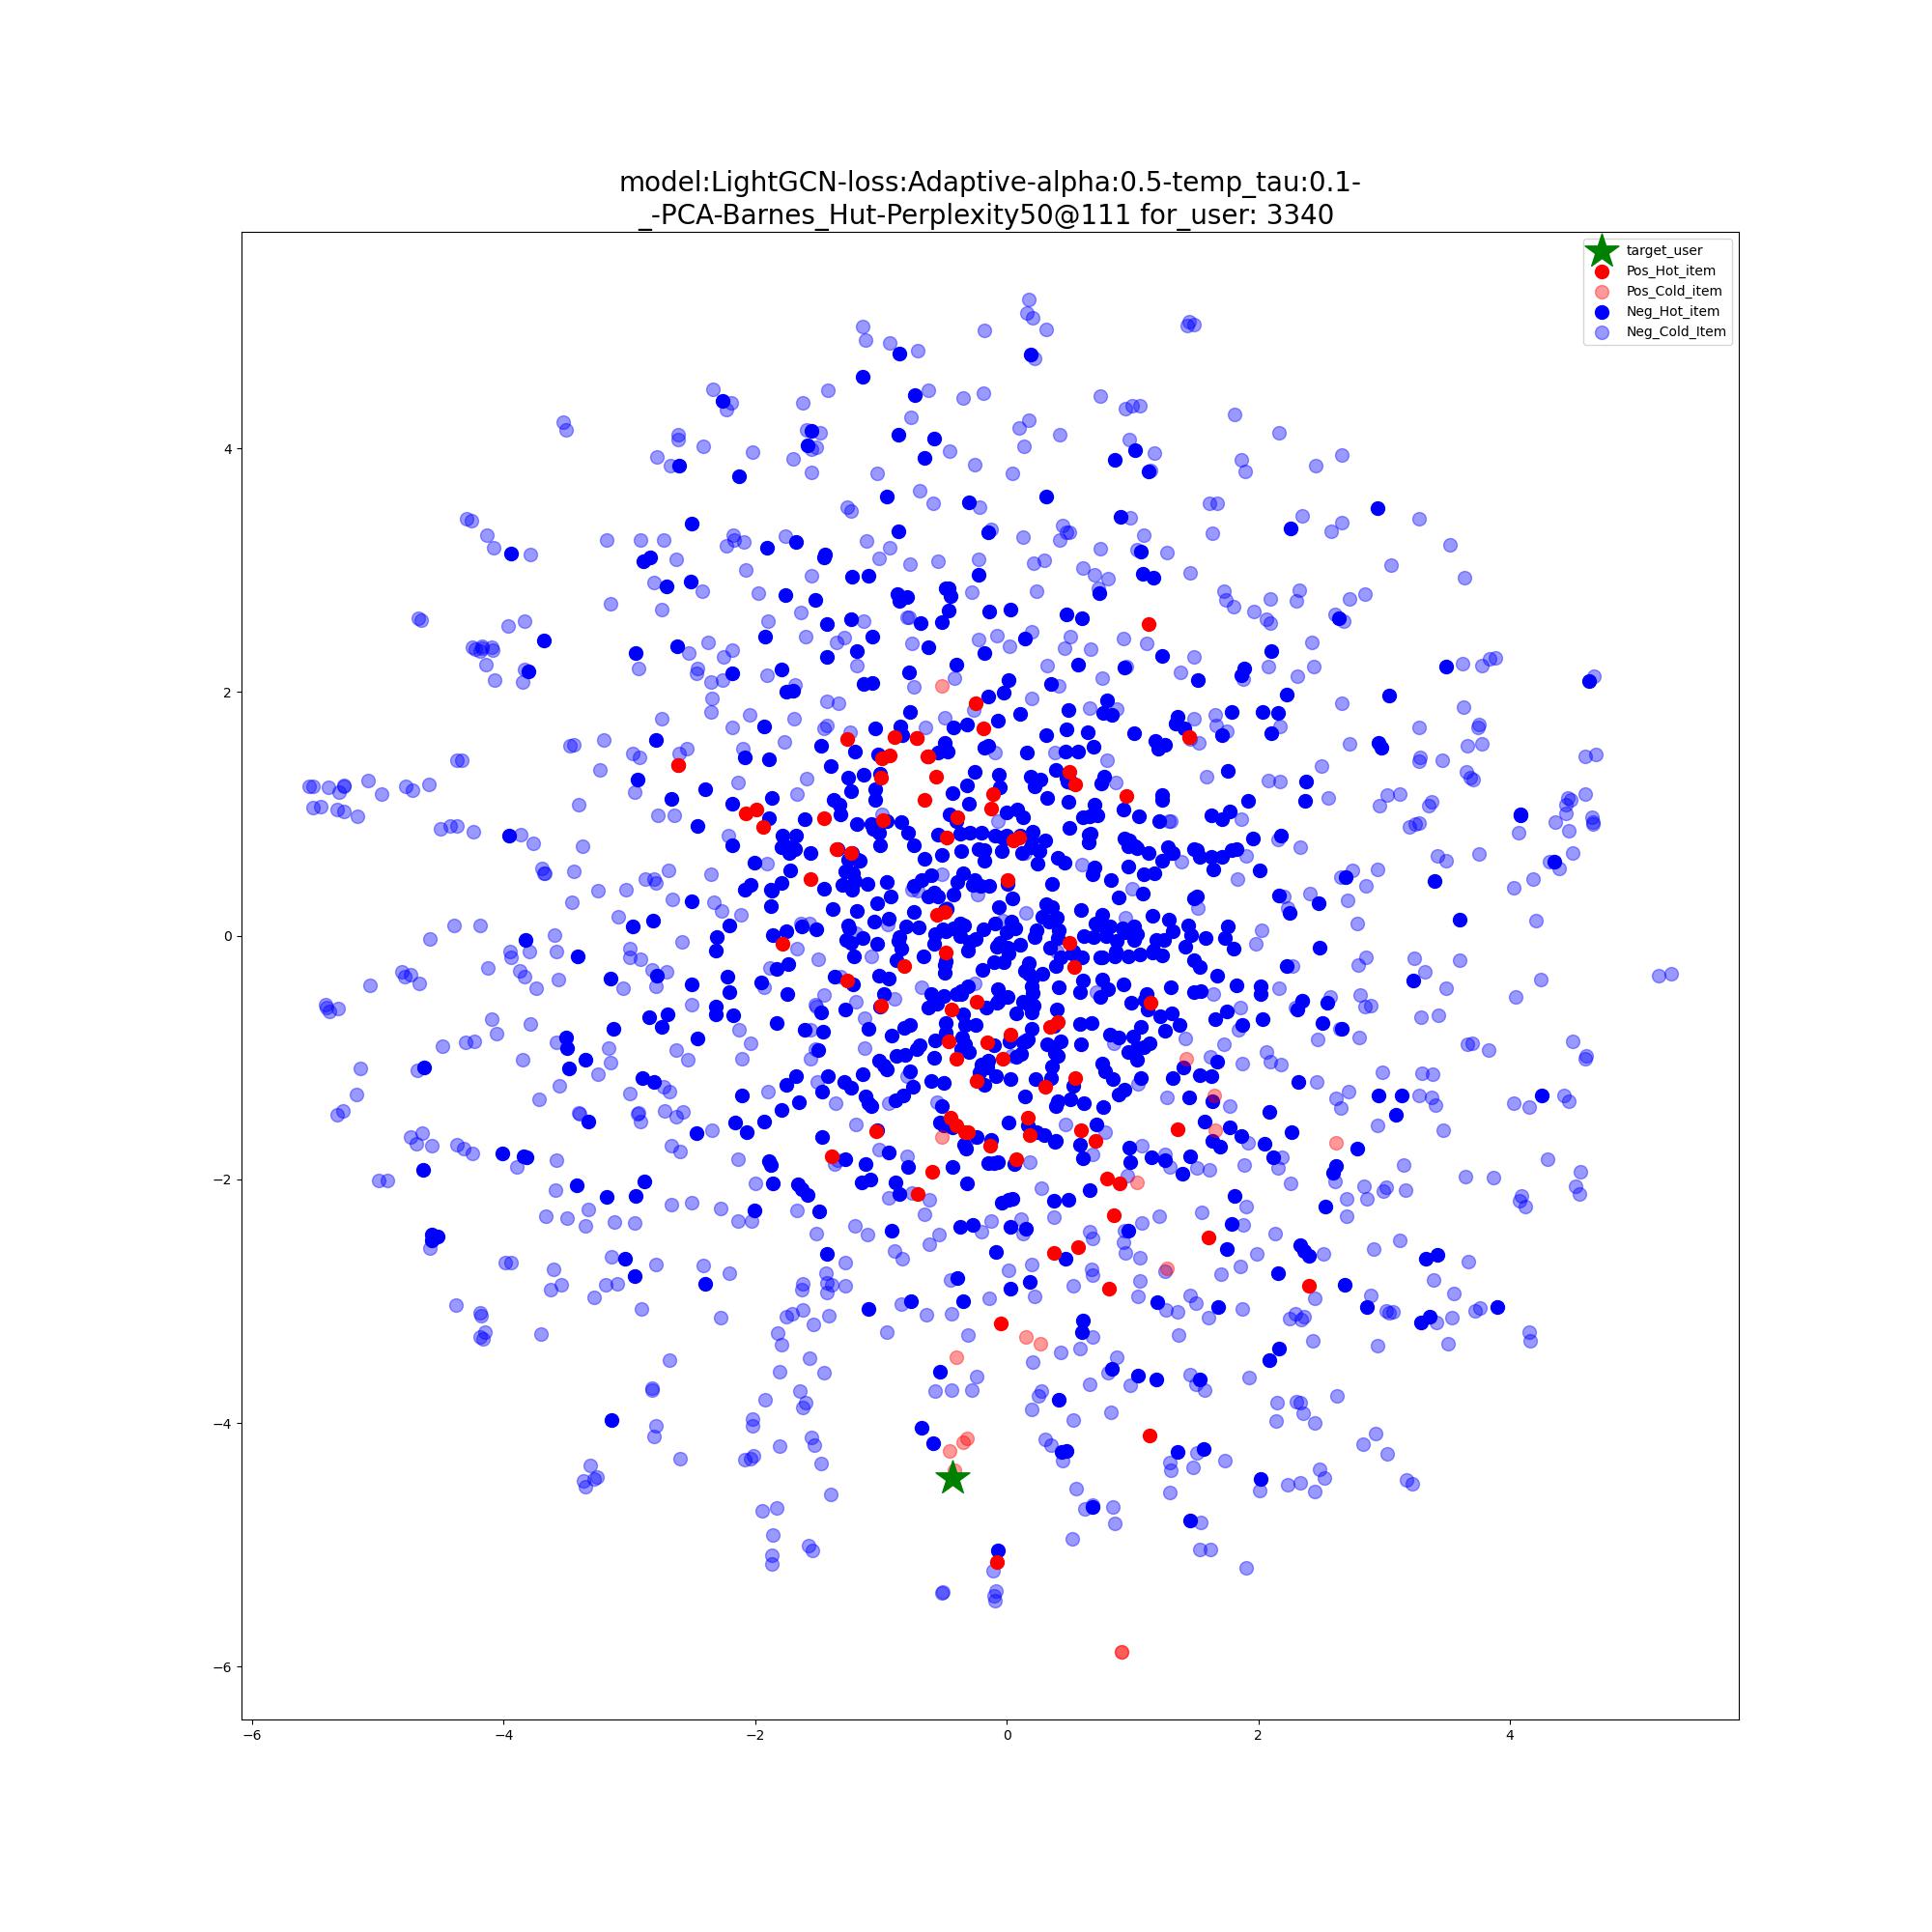 model:LightGCN-loss:Adaptive-alpha:0.5-temp_tau:0.1-
_-PCA-Barnes_Hut-Perplexity50@111 for_user: 3340
target_user
Pos_Hot_item
Pos_Cold_item
Neg_Hot_item
Neg_Cold_Item
4
2
0
−2
−4
−6
−6
−4
−2
0
2
4